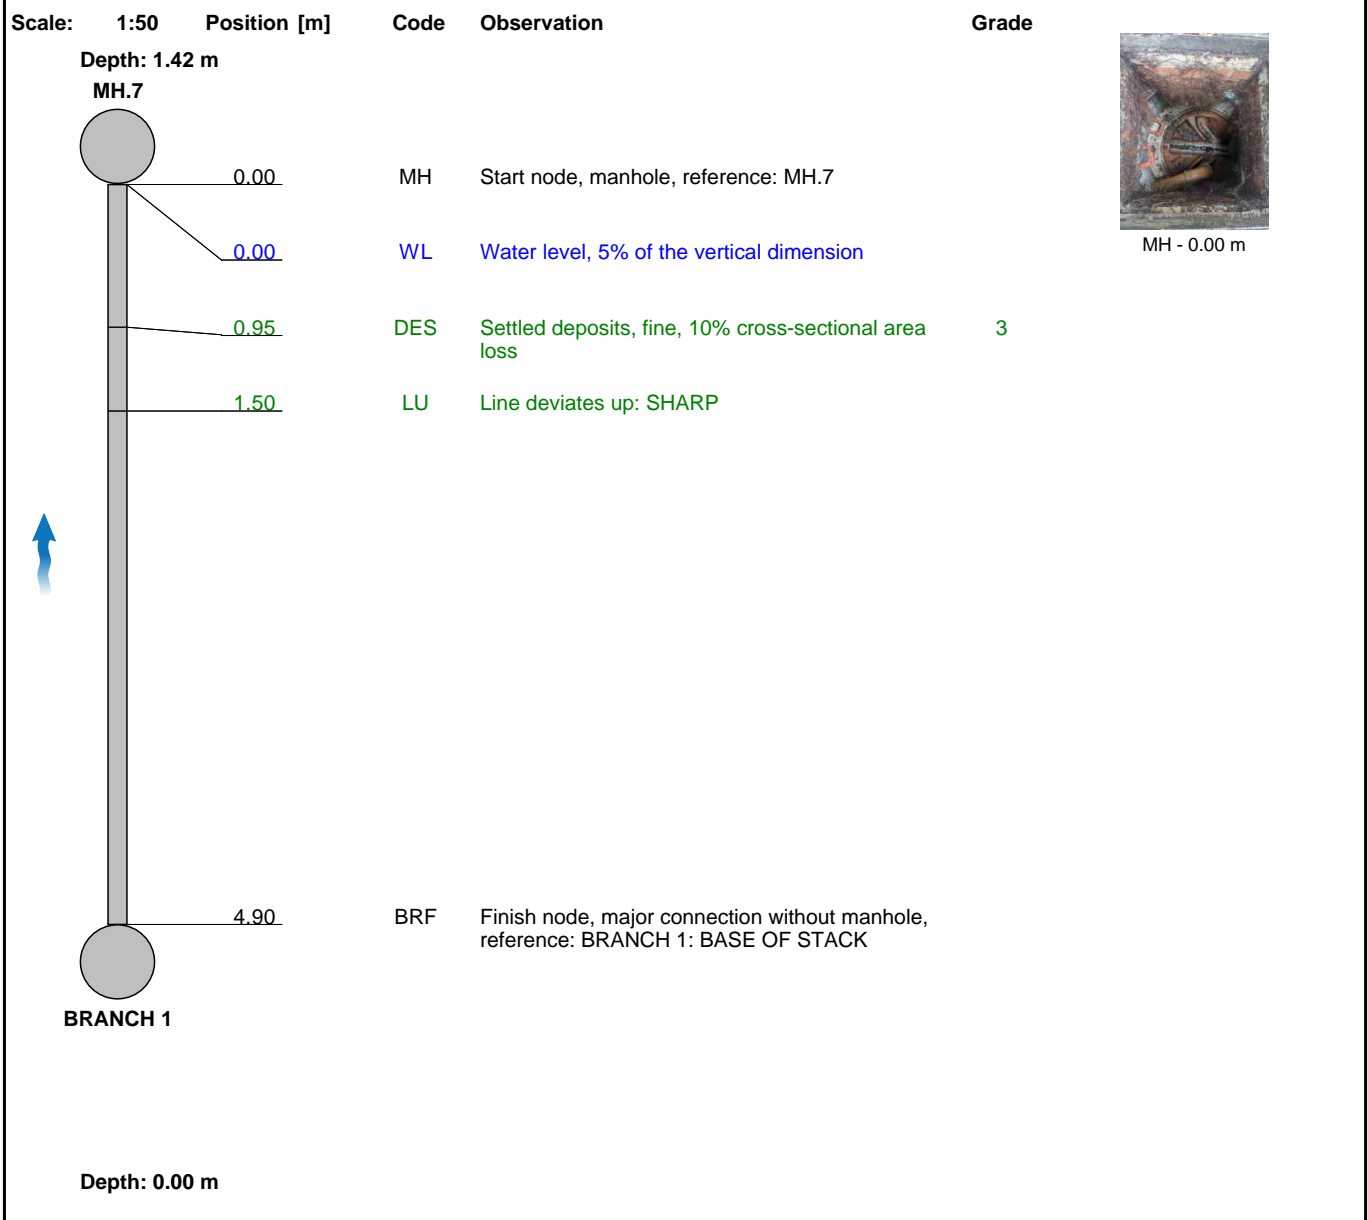 Scale: 1:50 Position [m] Code Observation Grade
Depth: 1.42 m
MH.7
0.00 MH Start node, manhole, reference: MH.7
0.00 WL Water level, 5% of the vertical dimension
MH - 0.00 m
0.95 DES Settled deposits, fine, 10% cross-sectional area 3
loss
1.50 LU Line deviates up: SHARP
4.90 BRF Finish node, major connection without manhole,
reference: BRANCH 1: BASE OF STACK
BRANCH 1
Depth: 0.00 m